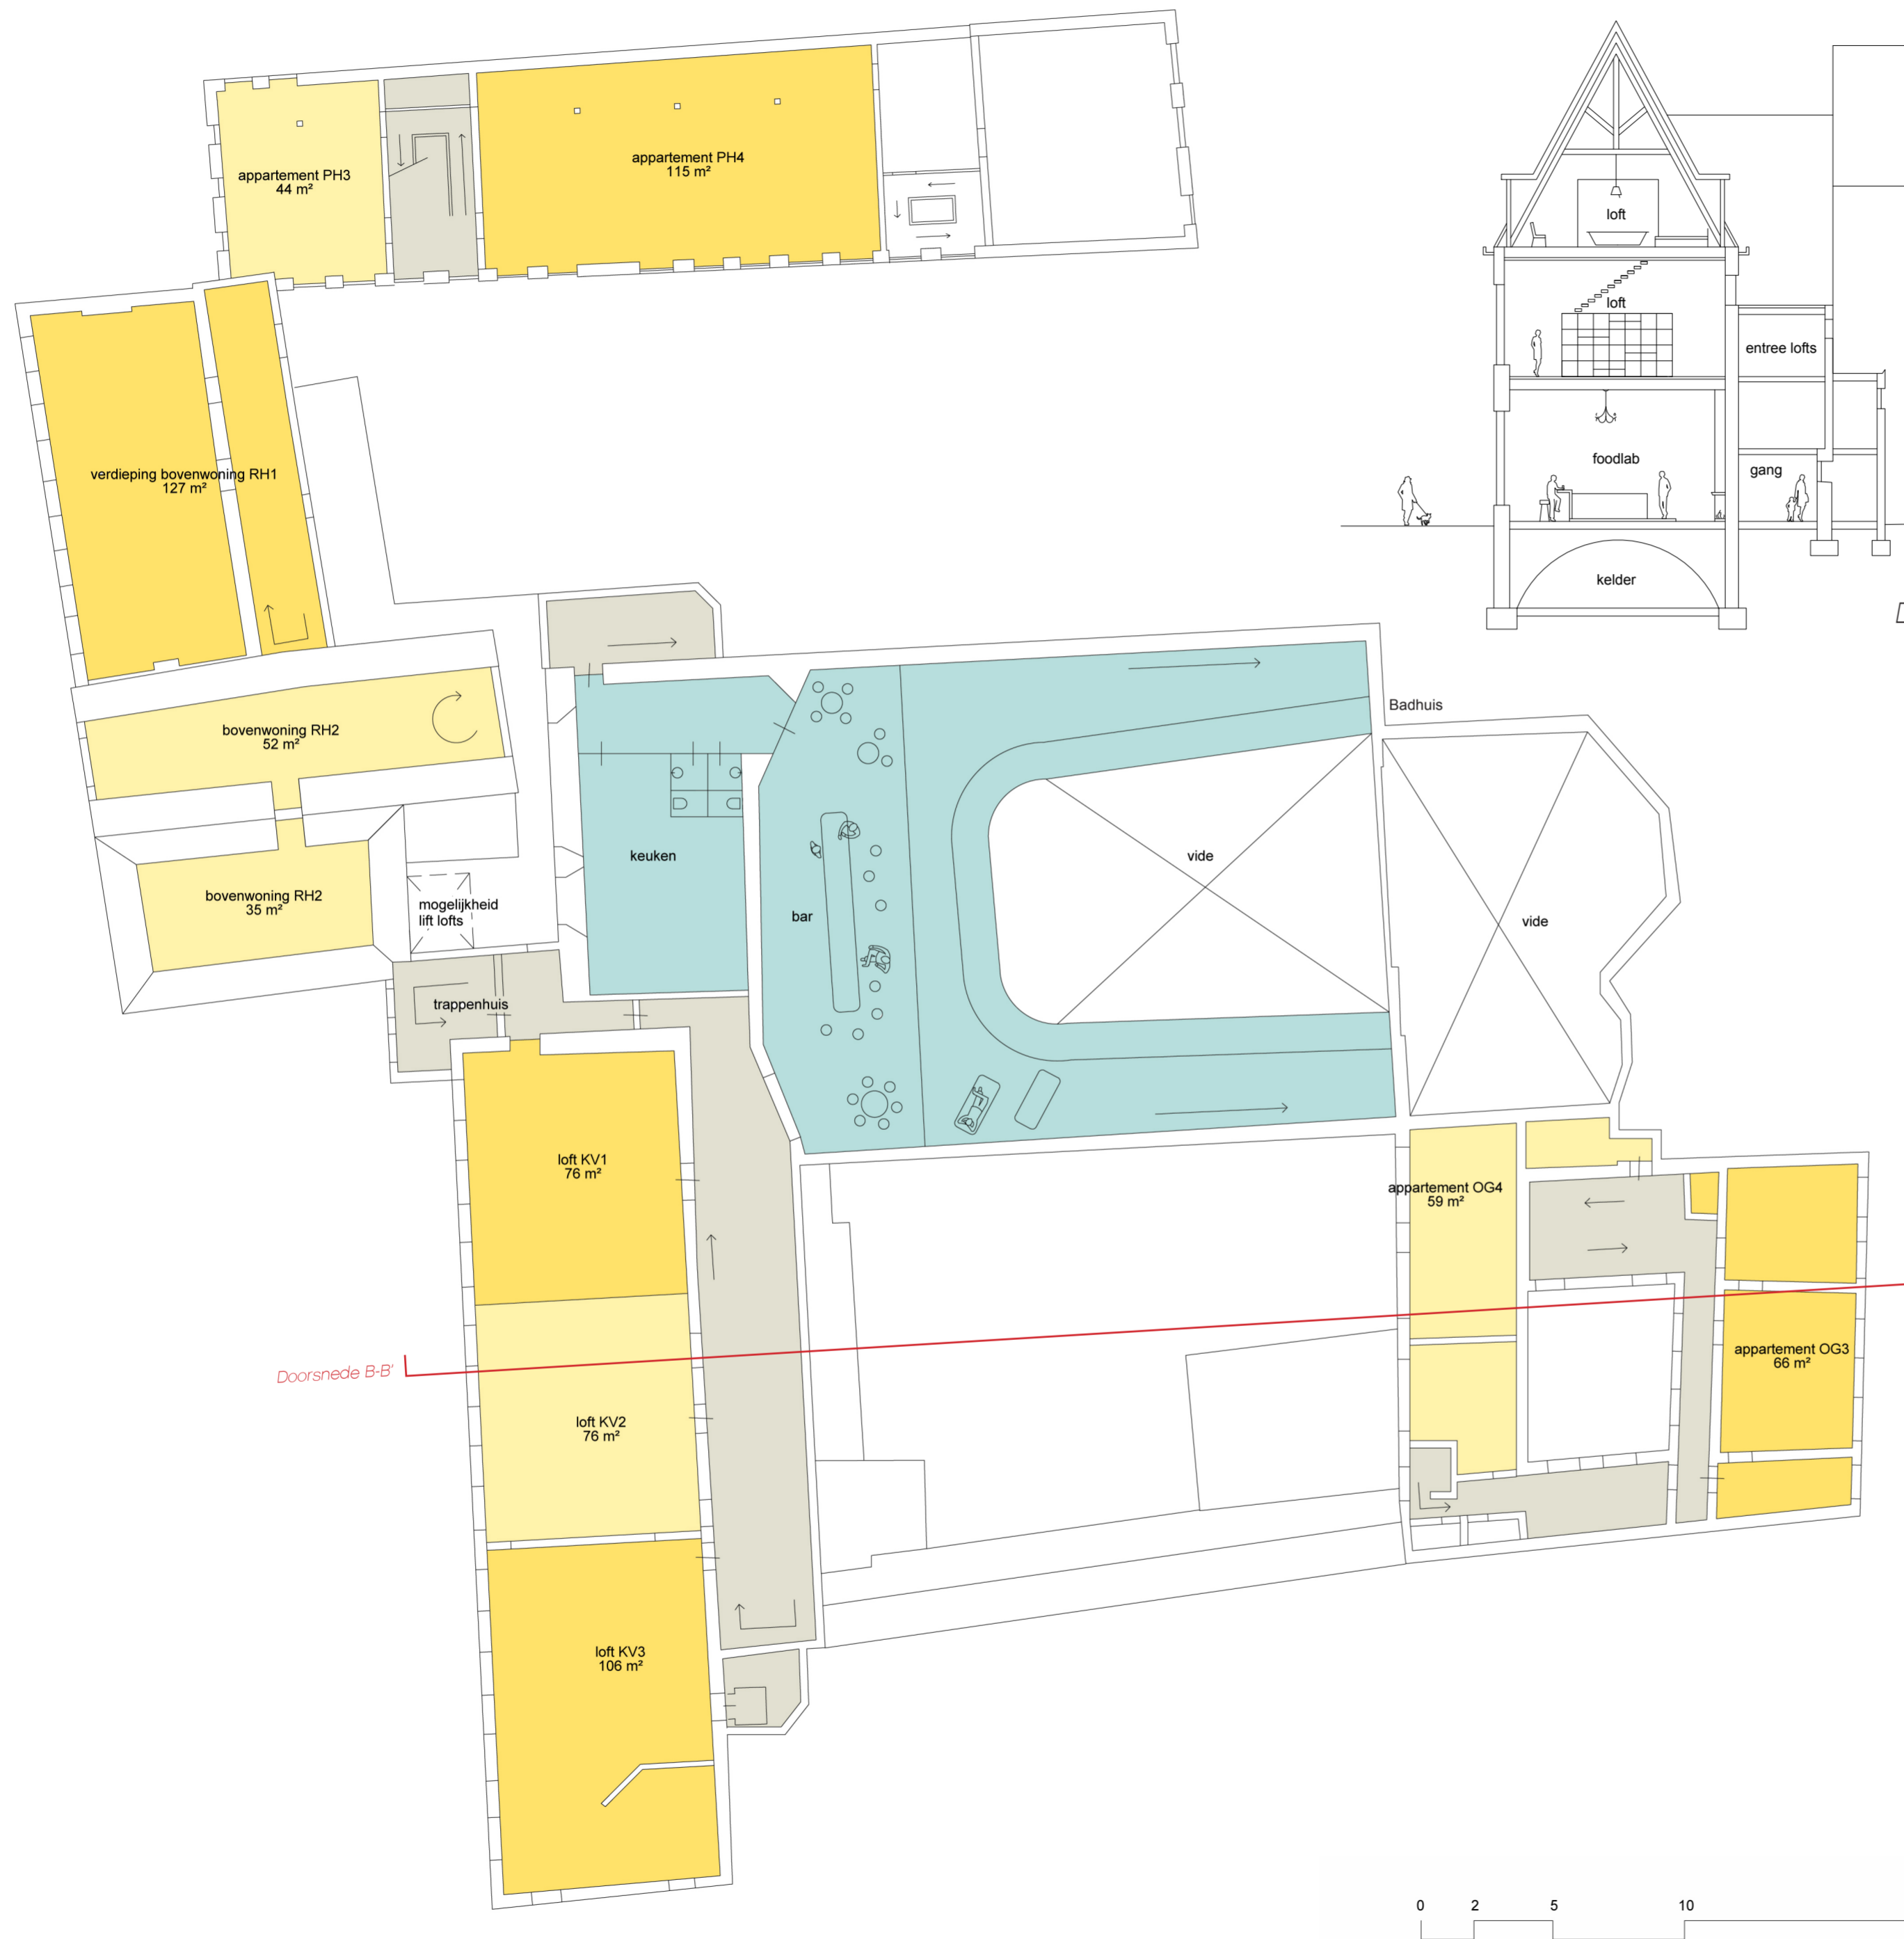 appartement PH3
44 m²
appartement PH4
115 m²
loft
loft
entree lofts
foodlab
gang
kelder
verdieping bovenwoning RH1
127 m²
bovenwoning RH2
52 m²
Badhuis
keuken
vide
bovenwoning RH2
35 m²
mogelijkheid
lift lofts
bar
vide
trappenhuis
loft KV1
76 m²
appartement OG4
59 m²
Doorsnede B-B'
appartement OG3
66 m²
loft KV2
76 m²
loft KV3
106 m²
0 2 5 10